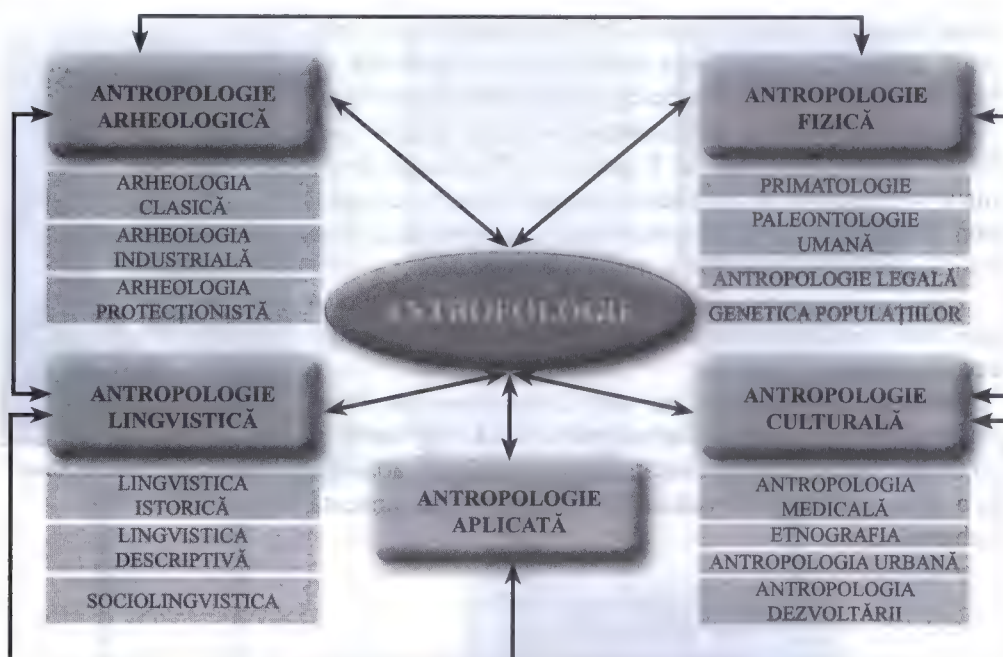 ANTROPOLOGIE
ARHEOLOGICĂ
ARHEOLOGIA
CLASICĂ
ARHEOLOGIA
INDUSTRIALĂ
ARHEOLOGIA
PROTECȚIONISTĂ
ANTROPOLOGIE
FIZICĂ
PRIMATOLOGIE
PALEONTOLOGIE
UMANĂ
ANTROPOLOGIE LEGALĂ
GENETICA POPULAȚIILOR
ANTROPOLOGIE
ANTROPOLOGIE
LINGVISTICĂ
LINGVISTICA
ISTORICĂ
LINGVISTICA
DESCRIPTIVĂ
SOCIOLINGVISTICA
ANTROPOLOGIE
APLICATĂ
ANTROPOLOGIE
CULTURALĂ
ANTROPOLOGIA
MEDICALĂ
ETNOGRAFIA
ANTROPOLOGIA URBANĂ
ANTROPOLOGIA
DEZVOLTĂRII